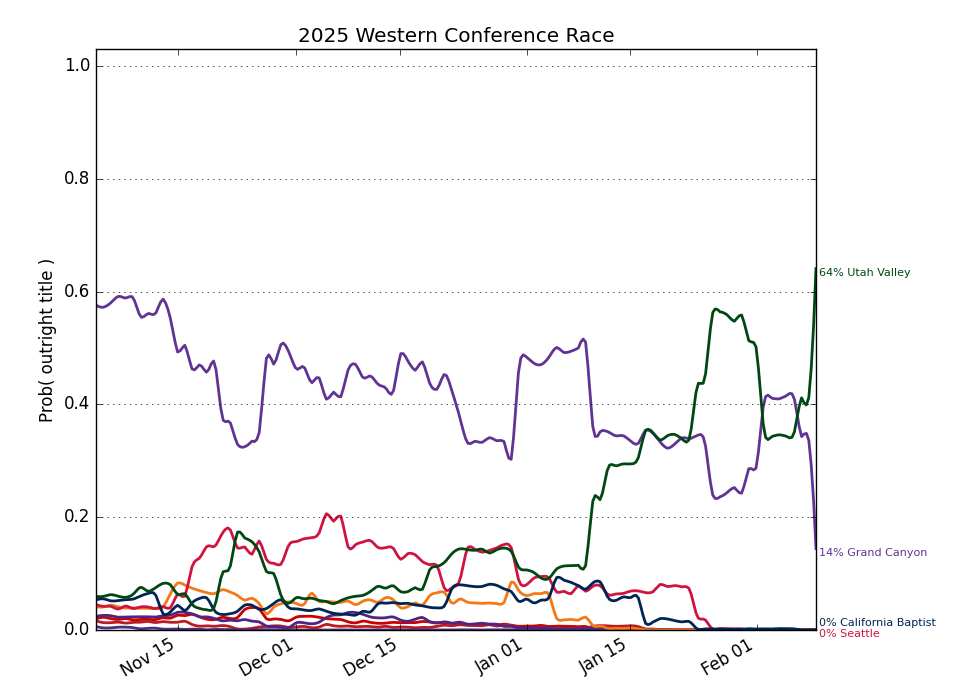 2025 Western Conference Race
Prob( outright title )
1.0
0.8
0.6
0.4
0.2
0.0
Nov 15
Dec 01
Dec 15
Jan 01
Jan 15
Feb 01
64% Utah Valley
14% Grand Canyon
0% California Baptist
0% Seattle